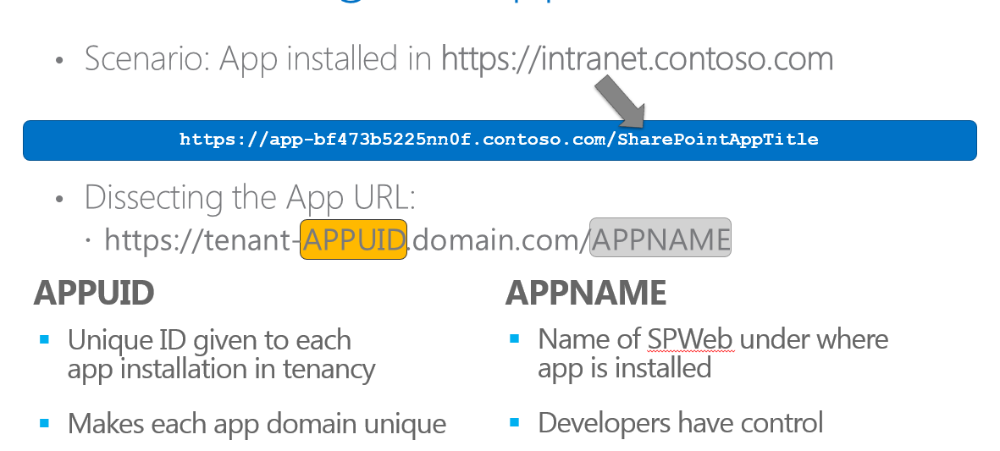 • Scenario: App installed in https://intranet.contoso.com
https://app-bf473b5225nn0f.contoso.com/SharePointAppTitle
• Dissecting the App URL:
• https://tenant-APPUID.domain.com/APPNAME
APPUID
▪ Unique ID given to each
app installation in tenancy
▪ Makes each app domain unique
APPNAME
▪ Name of SPWeb under where
app is installed
▪ Developers have control